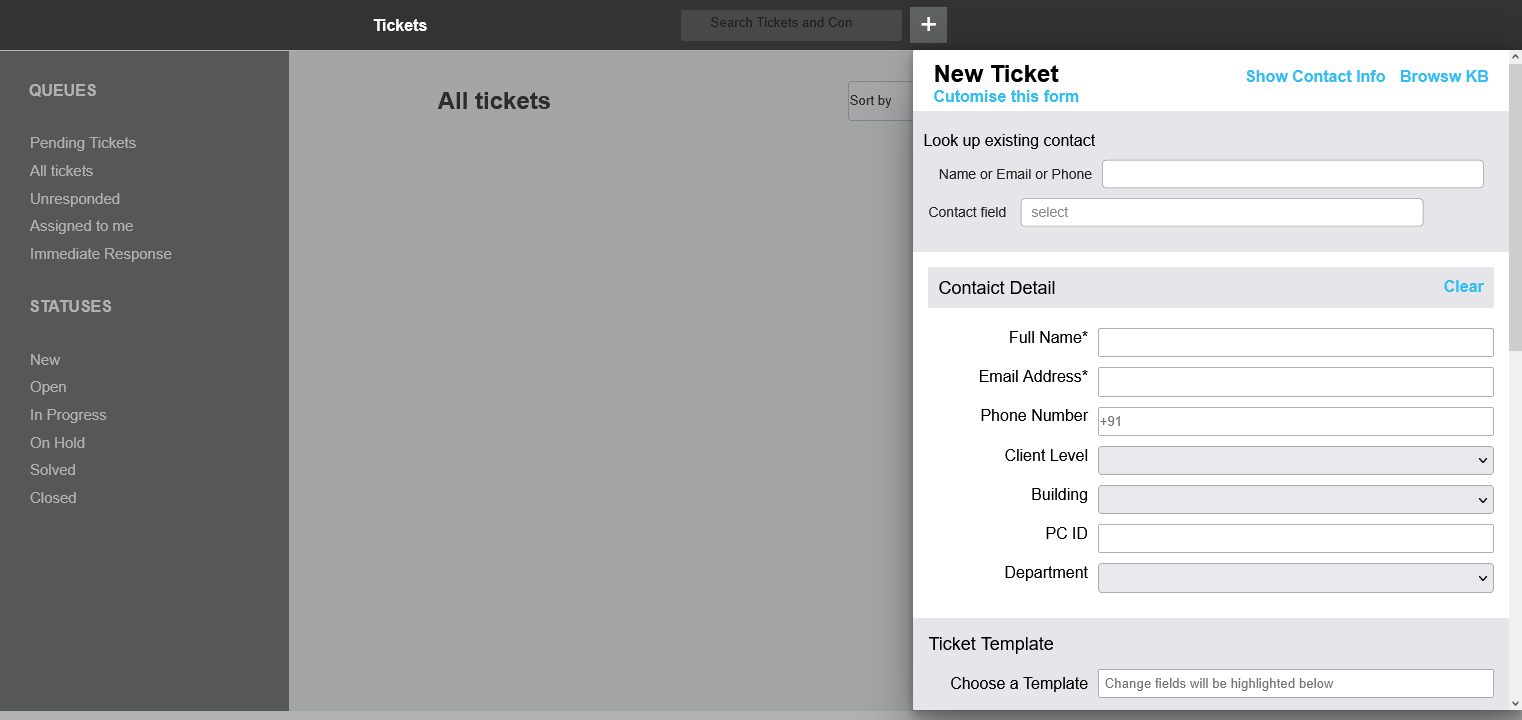 Tickets
Search Tickets and Con
+
QUEUES
Pending Tickets
All tickets
Unresponded
Assigned to me
Immediate Response
STATUSES
New
Open
In Progress
On Hold
Solved
Closed
All tickets
Sort by
New Ticket
Show Contact Info Browsw KB
Cutomise this form
Look up existing contact
Name or Email or Phone
Contact field select
Contaict Detail Clear
Full Name*
Email Address*
Phone Number +91
Client Level
Building
PC ID
Department
Ticket Template
Choose a Template Change fields will be highlighted below